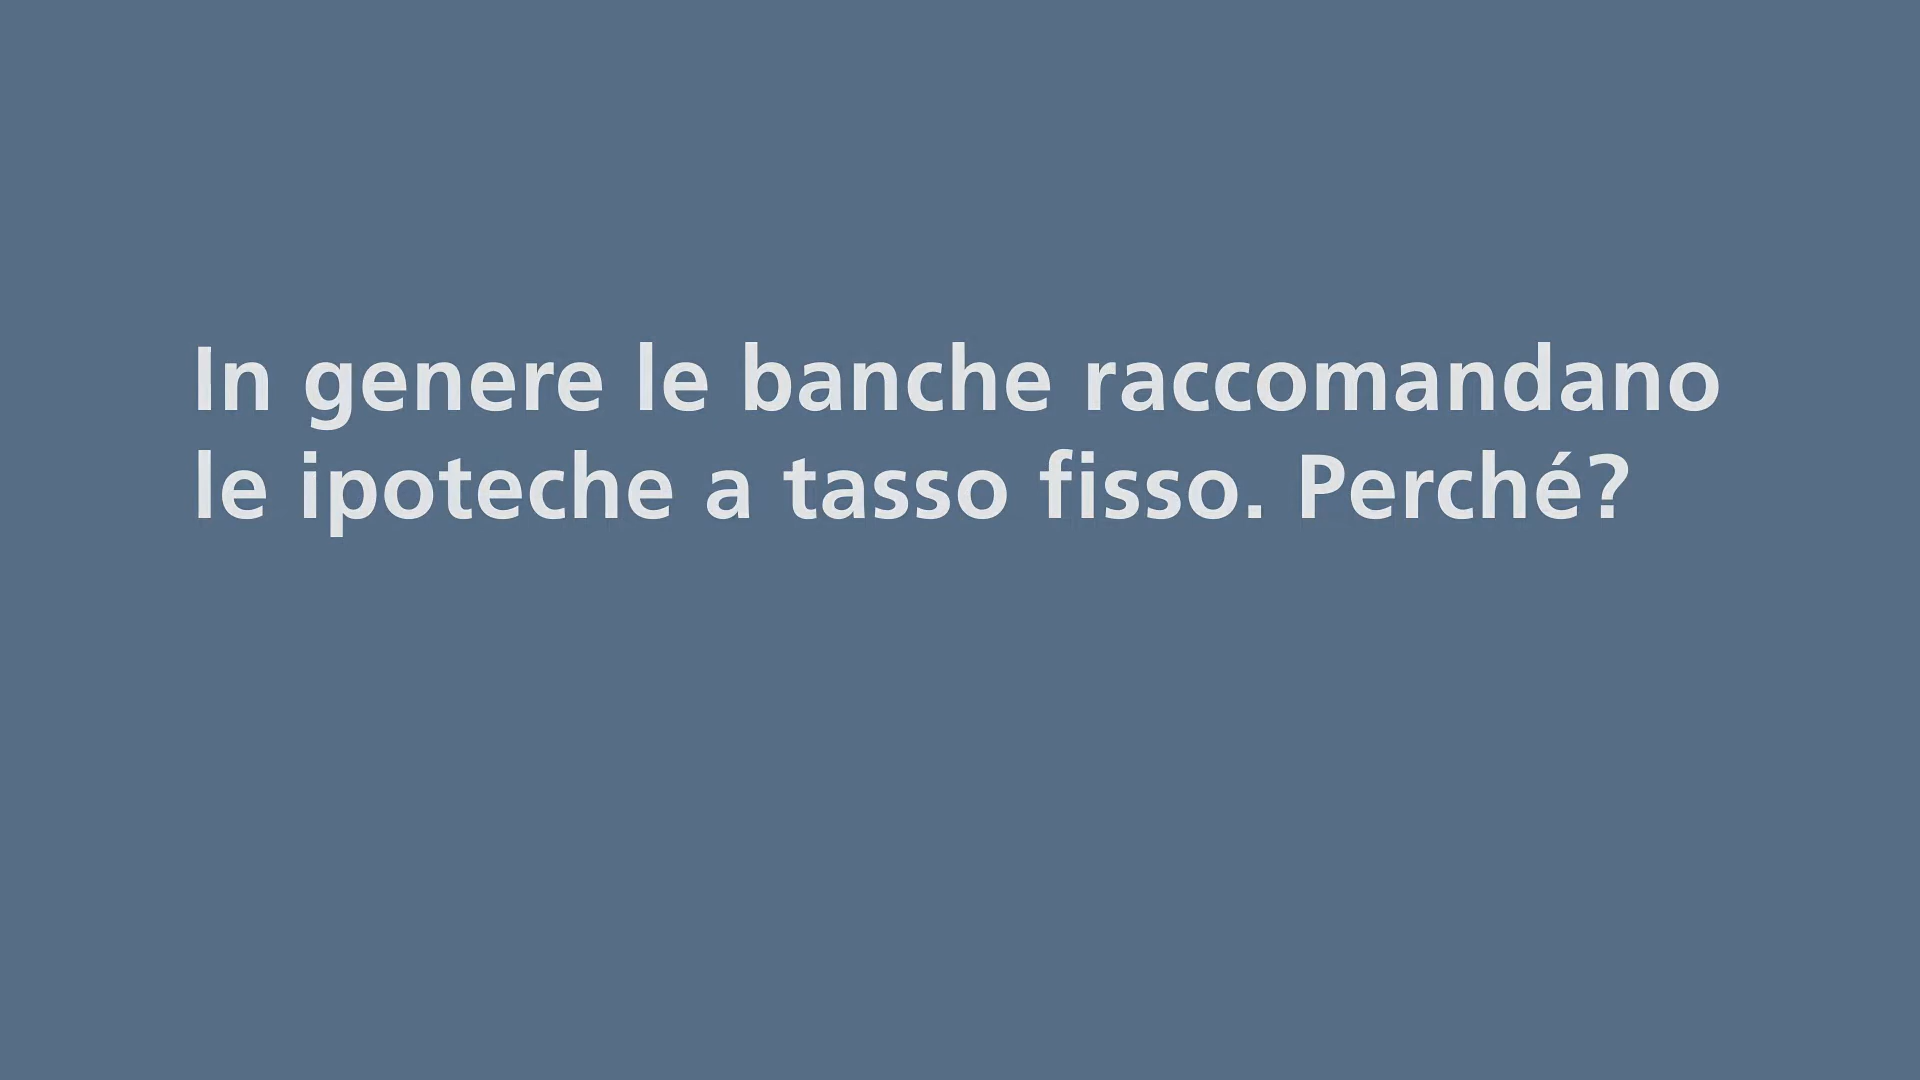 In genere le banche raccomandano
le ipoteche a tasso fisso. Perché?